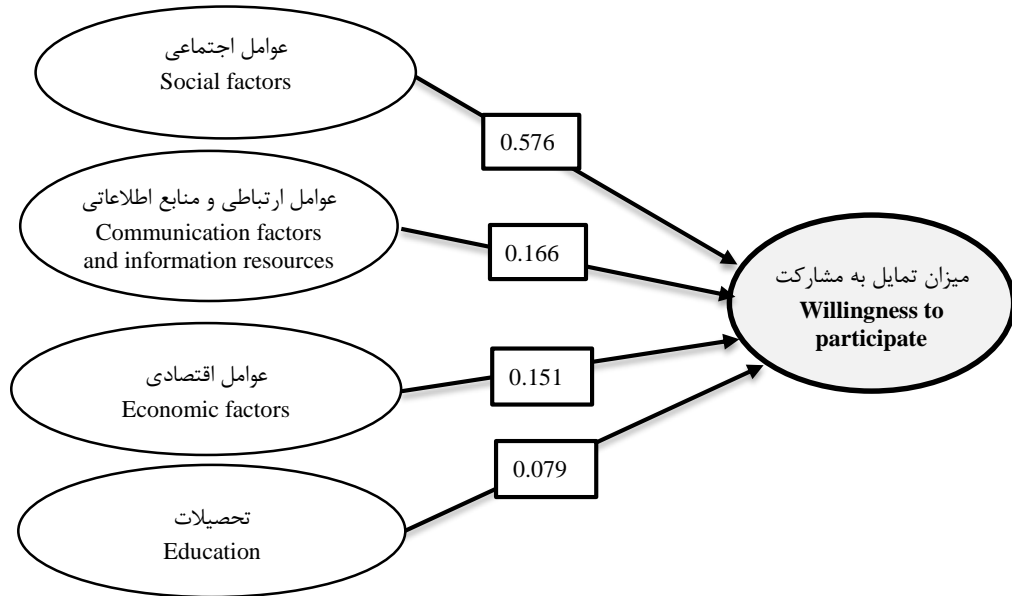 عوامل اجتماعی
Social factors
0.576
عوامل ارتباطی و منابع اطلاعاتی
Communication factors
and information resources
0.166
میزان تمایل به مشارکت
Willingness to
participate
عوامل اقتصادی
Economic factors
0.151
0.079
تحصیلات
Education